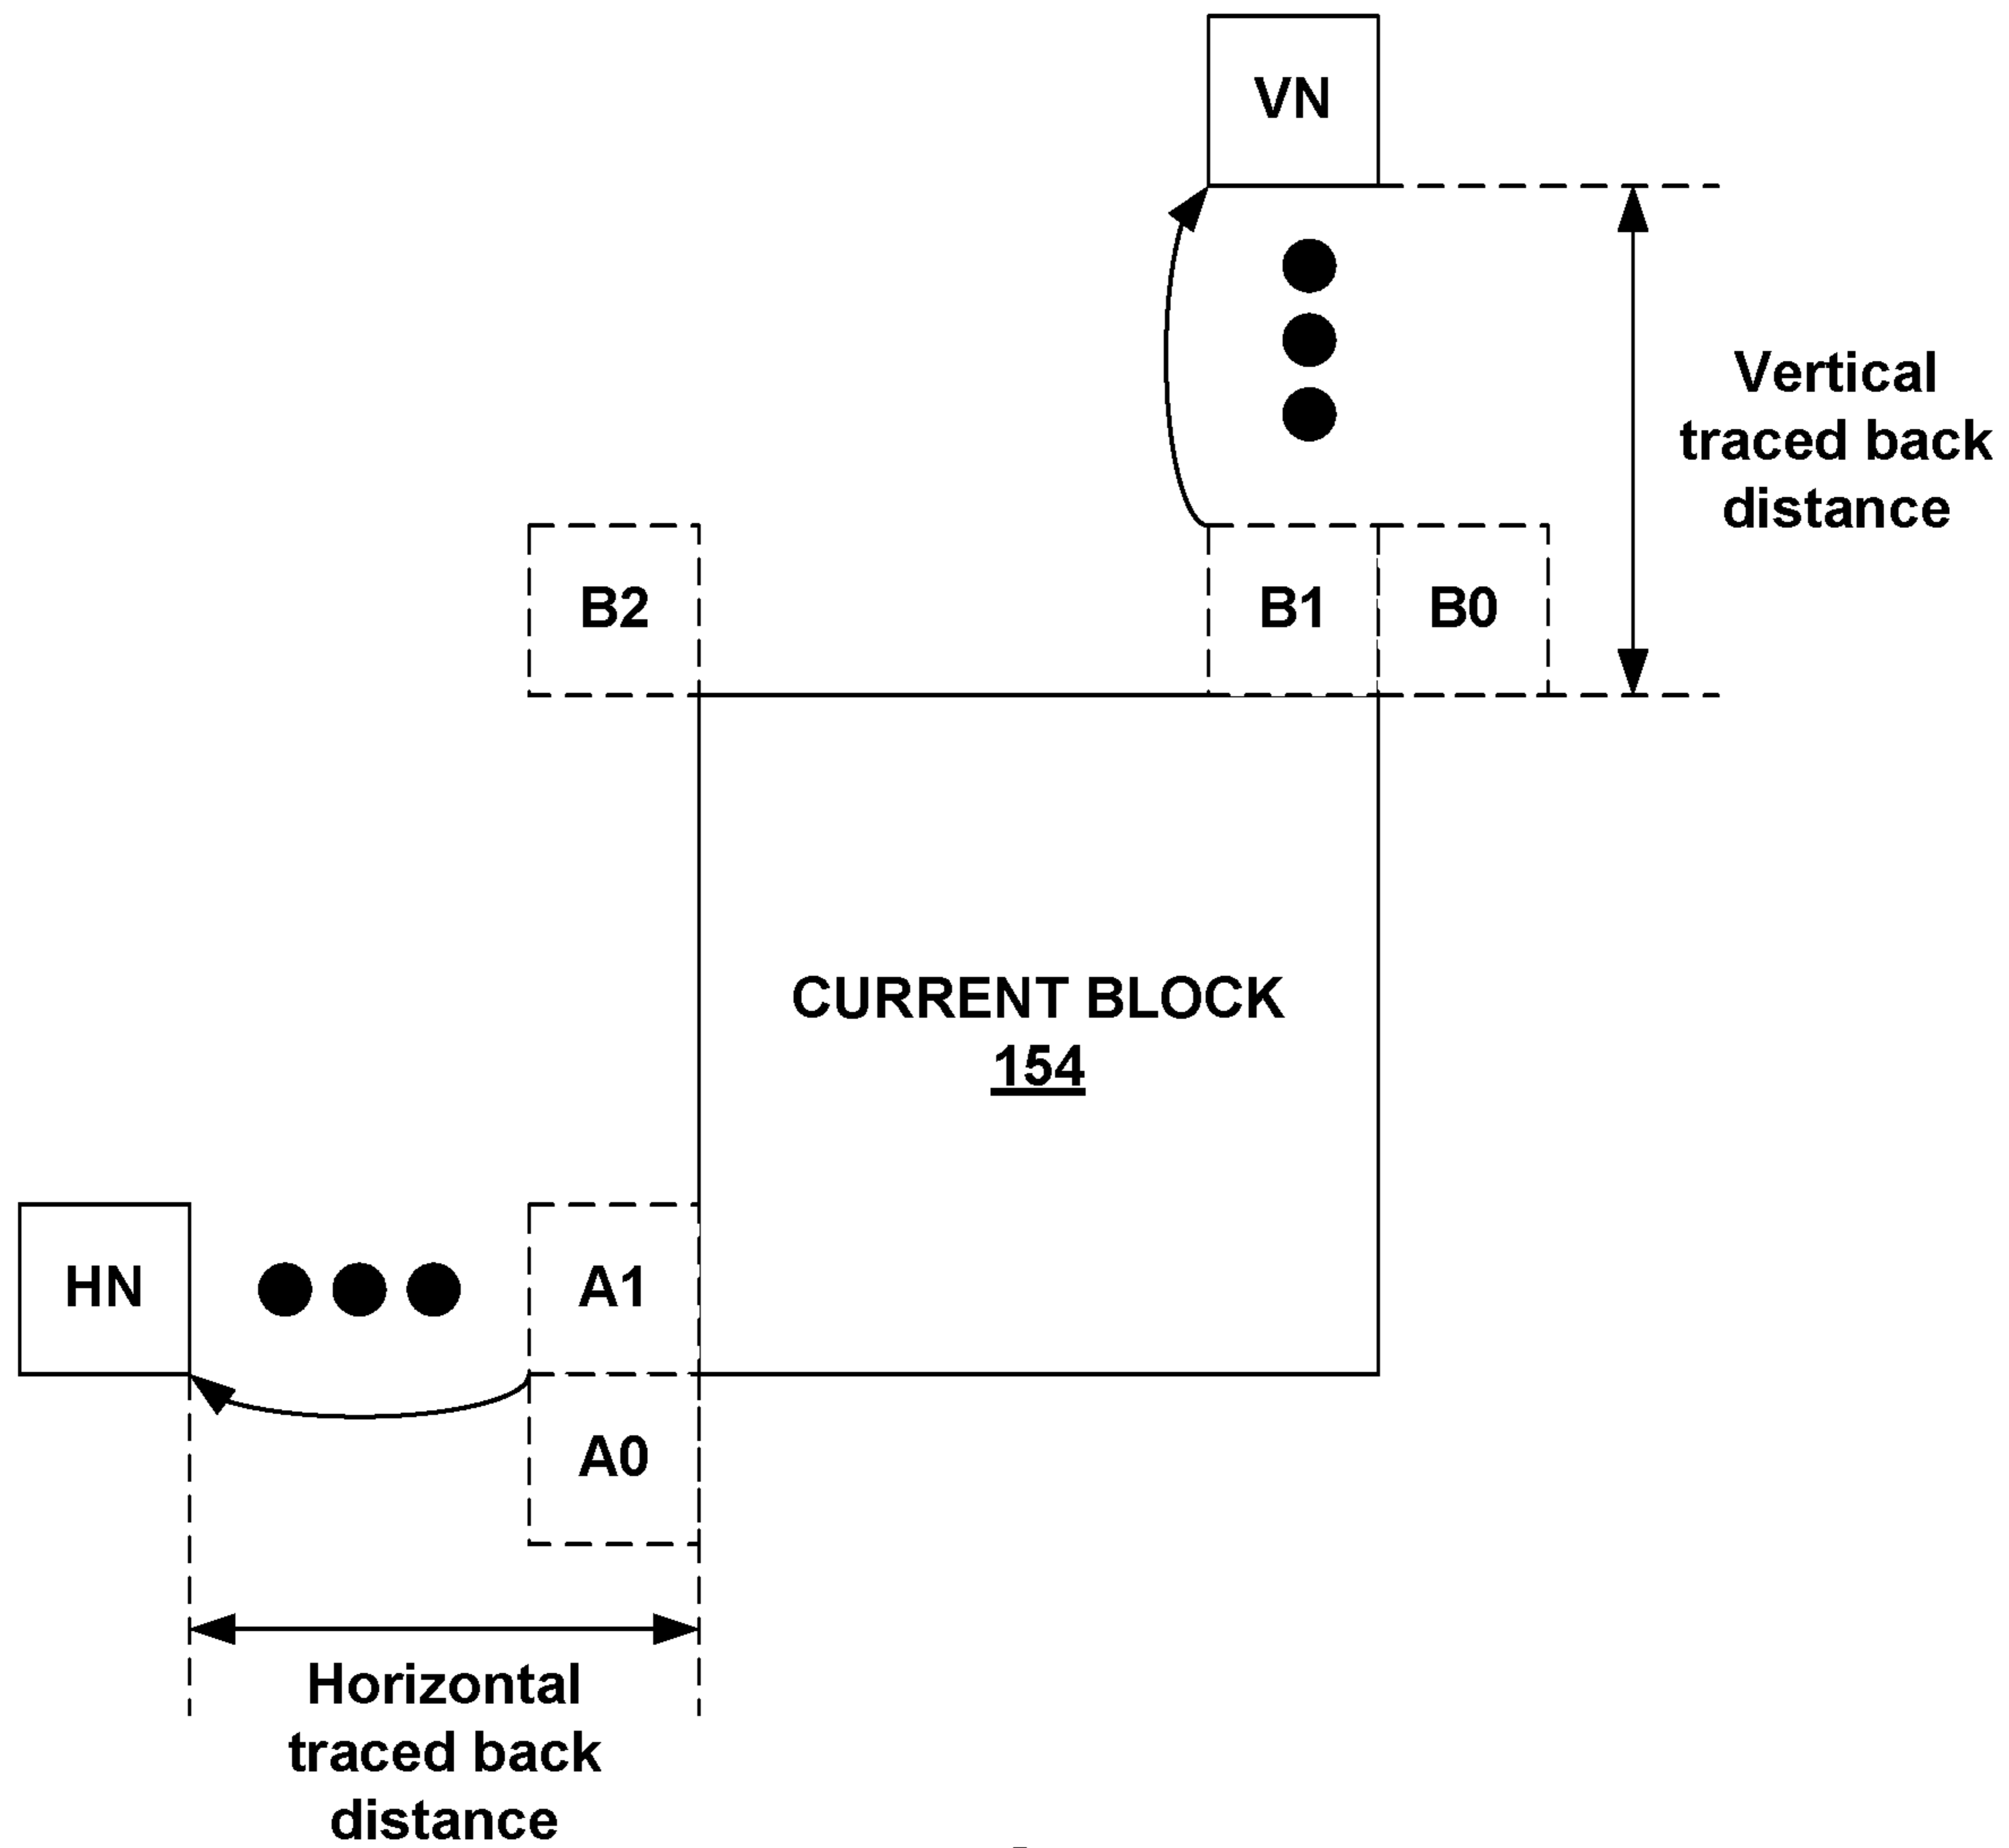 VN
Vertical
traced back
distance
B2
B1
B0
CURRENT BLOCK
154
HN
A1
A0
Horizontal
traced back
distance